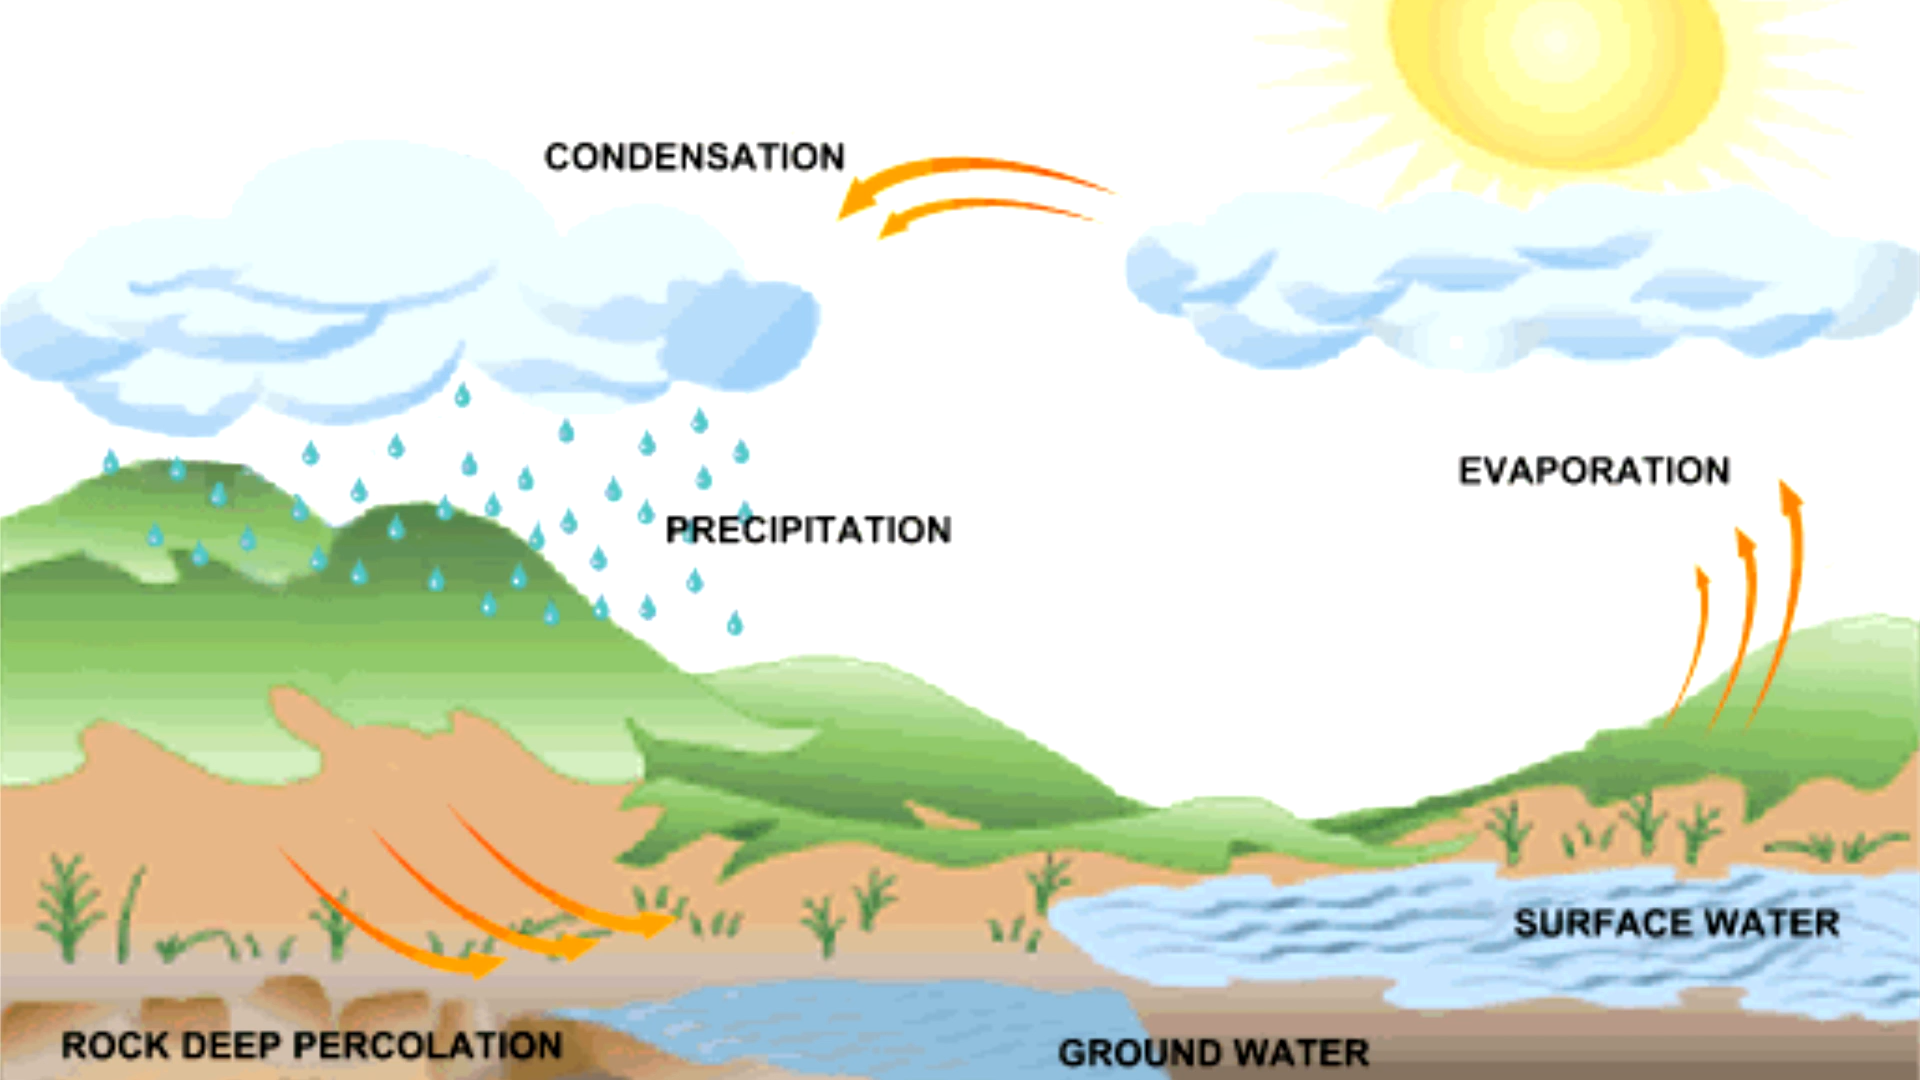 CONDENSATION
EVAPORATION
PRECIPITATION
SURFACE WATER
ROCK DEEP PERCOLATION
GROUND WATER